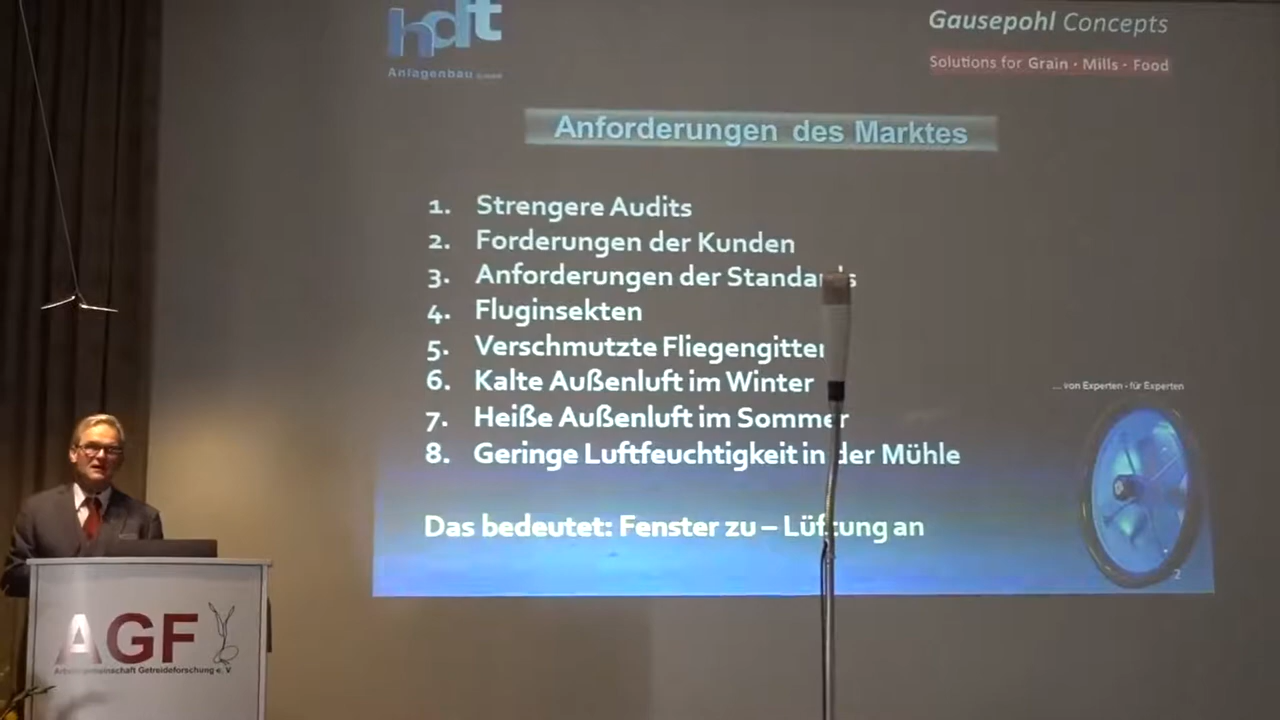 hdt
Anlagenbau
Gausepohl Concepts
Solutions for Grain · Mills · Food
Anforderungen des Marktes
1. Strengere Audits
2. Forderungen der Kunden
3. Anforderungen der Standards
4. Fluginsekten
5. Verschmutzte Fliegengitter
6. Kalte Außenluft im Winter
7. Heiße Außenluft im Sommer
8. Geringe Luftfeuchtigkeit in der Mühle
Das bedeutet: Fenster zu – Lüftung an
... von Experten - für Experten
2
AGF
Arbeitsgemeinschaft Getreideforschung e. V.